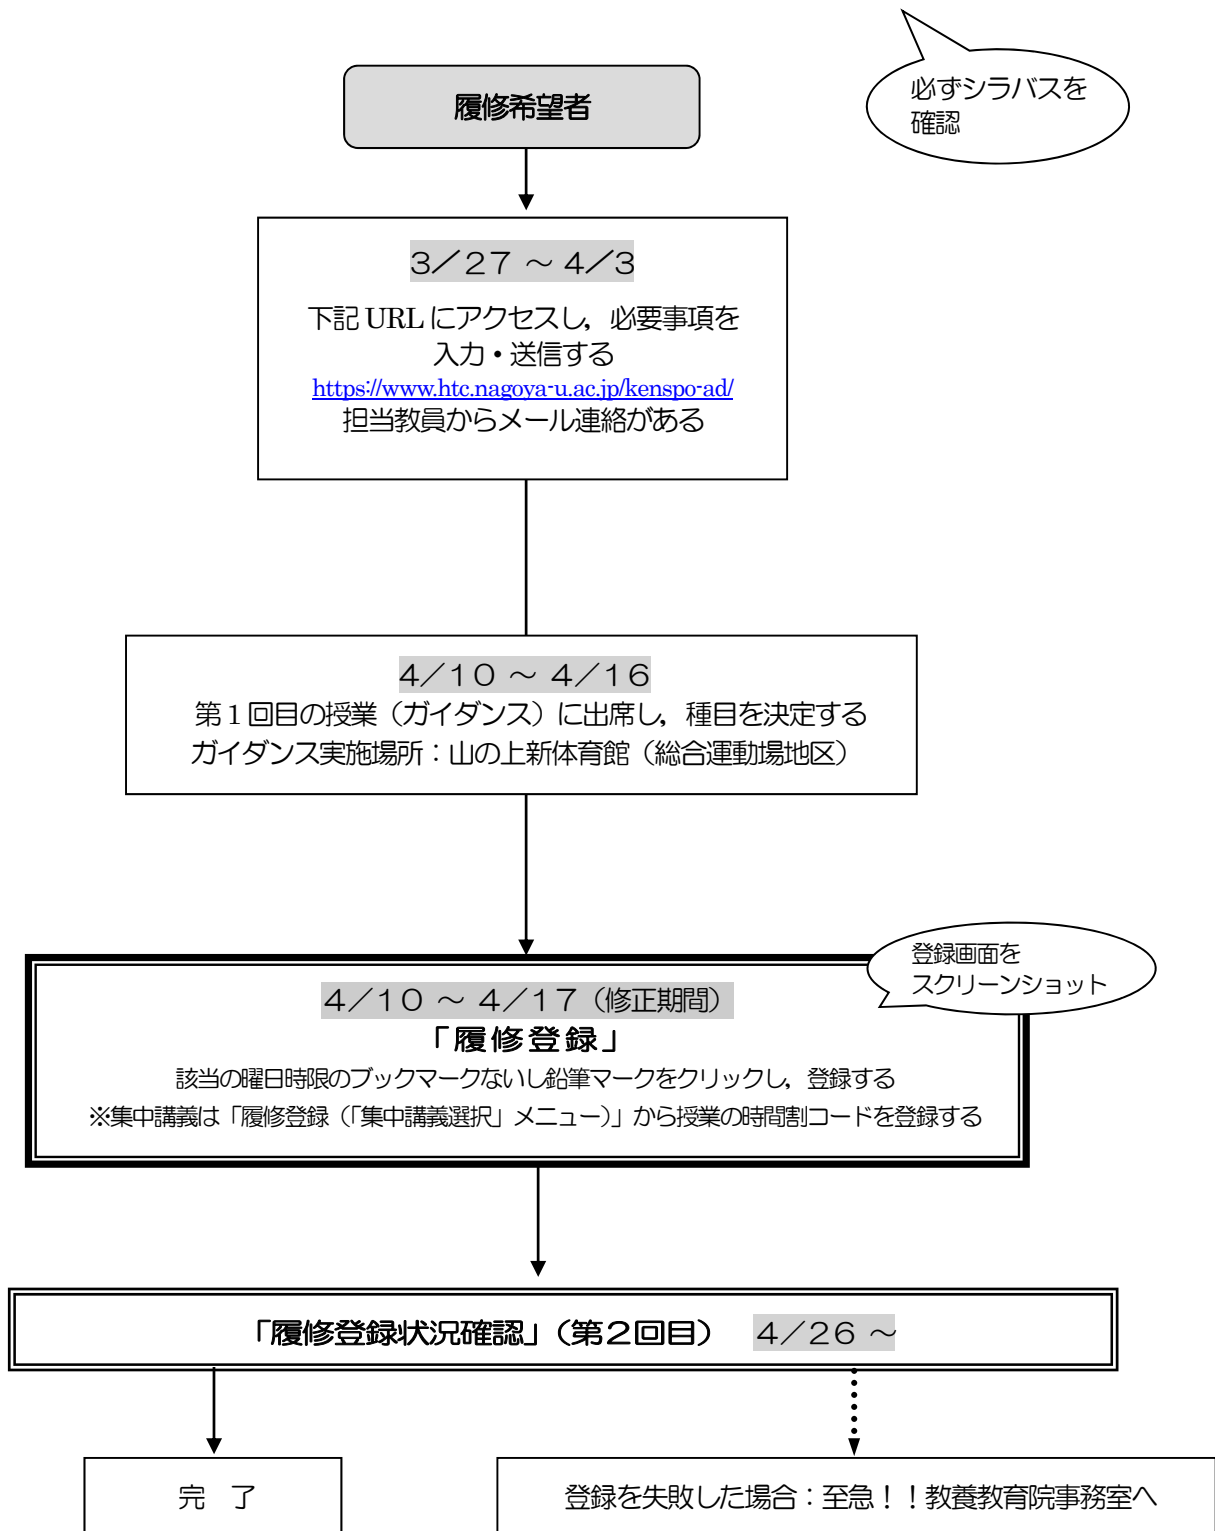 必ずシラバスを
確認
履修希望者
3／27 ～ 4／3
下記 URL にアクセスし，必要事項を
入力・送信する
https://www.htc.nagoya-u.ac.jp/kenspo-ad/
担当教員からメール連絡がある
4／10 ～ 4／16
第１回目の授業（ガイダンス）に出席し，種目を決定する
ガイダンス実施場所：山の上新体育館（総合運動場地区）
登録画面を
スクリーンショット
4／10 ～ 4／17（修正期間）
「履修登録」
該当の曜日時限のブックマークないし鉛筆マークをクリックし，登録する
※集中講義は「履修登録（「集中講義選択」メニュー）」から授業の時間割コードを登録する
「履修登録状況確認」（第２回目） 4／26 ～
完 了
登録を失敗した場合：至急！！教養教育院事務室へ